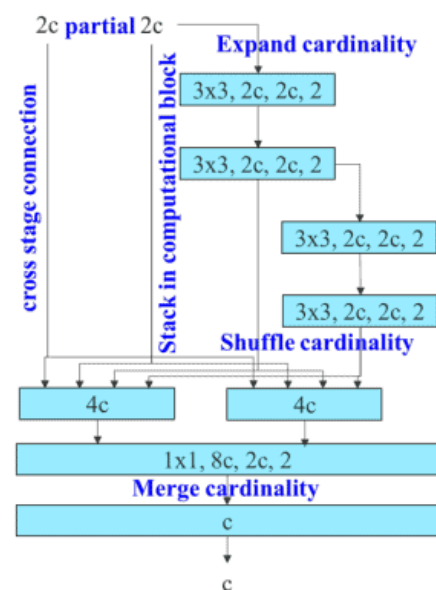 2c partial 2c
Expand cardinality
3x3, 2c, 2c, 2
3x3, 2c, 2c, 2
cross stage connection
Stack in computational block
3x3, 2c, 2c, 2
3x3, 2c, 2c, 2
Shuffle cardinality
4c
4c
1x1, 8c, 2c, 2
Merge cardinality
c
c